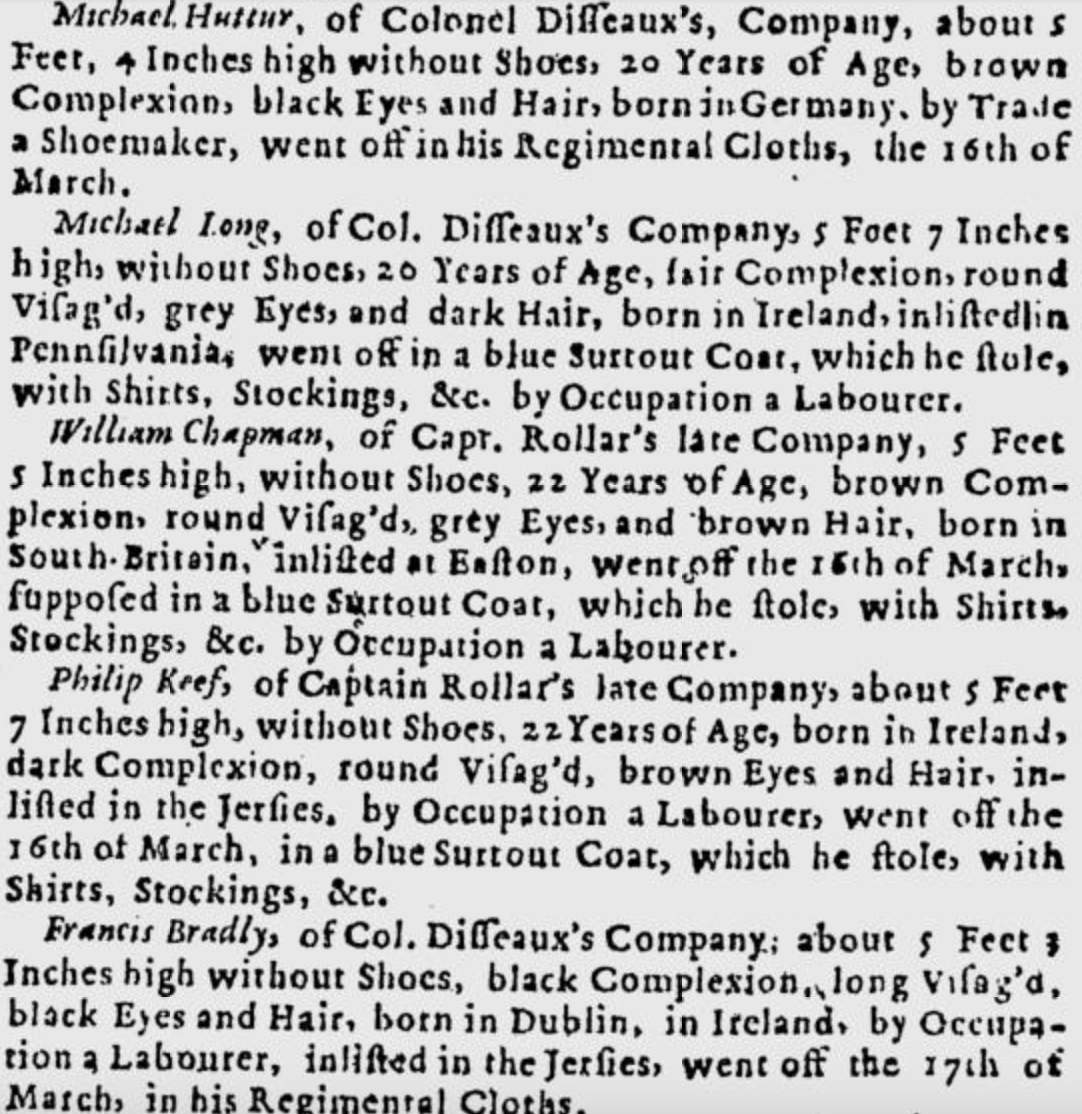 Michael Huttur, of Colonel Diſſeaux's, Company, about 5
Feet, 4 Inches high without Shoes, 20 Years of Age, brown
Complexion, black Eyes and Hair, born in Germany, by Trade
a Shoemaker, went off in his Regimental Cloths, the 16th of
March.
Michael Long, of Col. Diſſeaux's Company, 5 Foet 7 Inches
high, without Shoes, 20 Years of Age, fair Complexion, round
Viſag'd, grey Eyes, and dark Hair, born in Ireland, inliſted in
Pennſilvania, went off in a blue Surtout Coat, which he ſtole,
with Shirts, Stockings, &c. by Occupation a Labourer.
William Chapman, of Capt. Rollar's late Company, 5 Feet
5 Inches high, without Shoes, 22 Years of Age, brown Com-
plexion, round Viſag'd, grey Eyes, and brown Hair, born in
South-Britain, inliſted at Eaſton, went off the 16th of March,
ſuppoſed in a blue Surtout Coat, which he ſtole, with Shirts,
Stockings, &c. by Occupation a Labourer.
Philip Keef, of Captain Rollar's late Company, about 5 Feet
7 Inches high, without Shoes, 22 Years of Age, born in Ireland,
dark Complexion, round Viſag'd, brown Eyes and Hair, in-
liſted in the Jerſies, by Occupation a Labourer, went off the
16th of March, in a blue Surtout Coat, which he ſtole, with
Shirts, Stockings, &c.
Francis Bradly, of Col. Diſſeaux's Company; about 5 Feet 3
Inches high without Shoes, black Complexion, long Viſag'd,
black Eyes and Hair, born in Dublin, in Ireland, by Occupa-
tion a Labourer, inliſted in the Jerſies, went off the 17th of
March, in his Regimental Cloths.